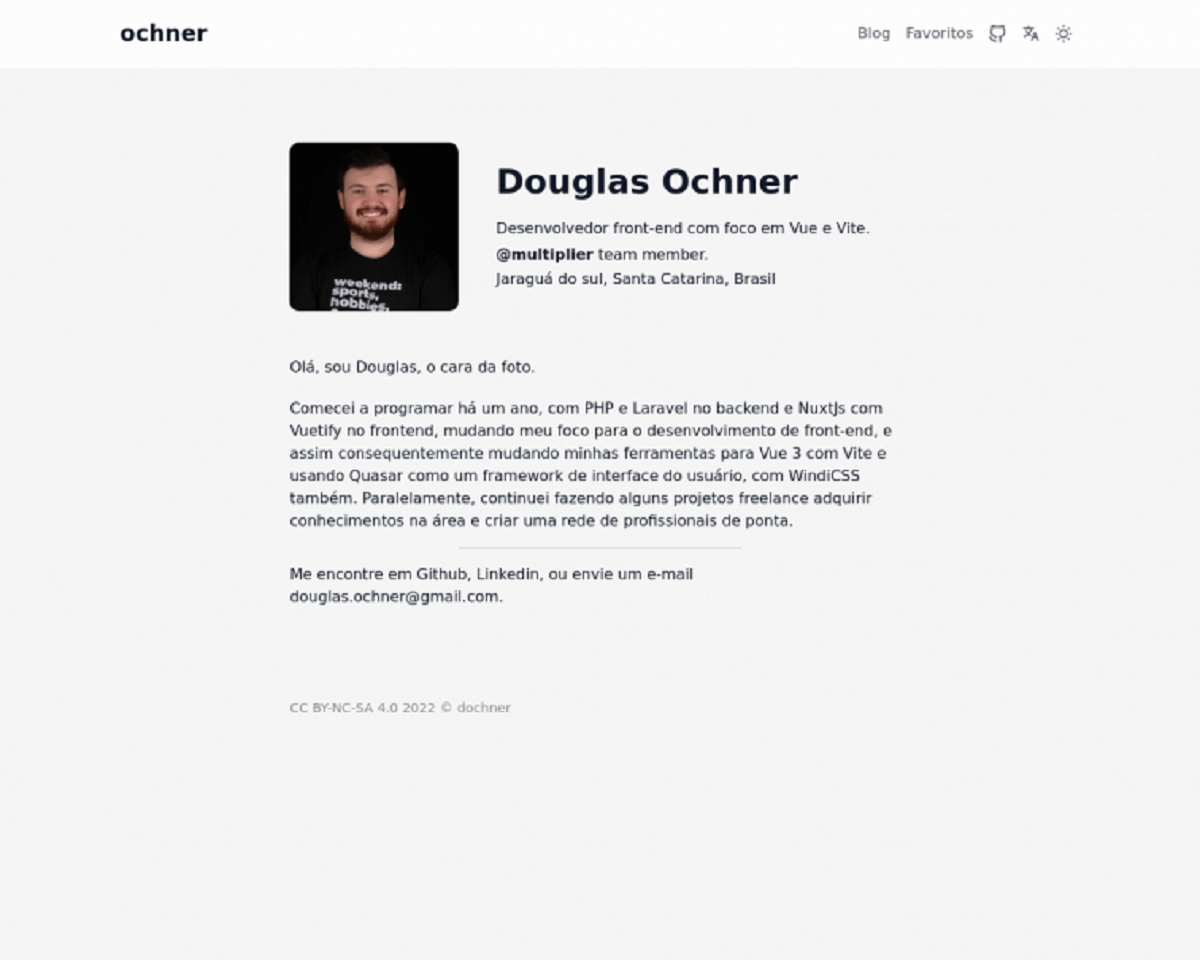 ochner
Blog Favoritos
Douglas Ochner
Desenvolvedor front-end com foco em Vue e Vite.
@multiplier team member.
Jaraguá do sul, Santa Catarina, Brasil
weekend:
sports,
hobbies,
Olá, sou Douglas, o cara da foto.
Comecei a programar há um ano, com PHP e Laravel no backend e NuxtJs com
Vuetify no frontend, mudando meu foco para o desenvolvimento de front-end, e
assim consequentemente mudando minhas ferramentas para Vue 3 com Vite e
usando Quasar como um framework de interface do usuário, com WindiCSS
também. Paralelamente, continuei fazendo alguns projetos freelance adquirir
conhecimentos na área e criar uma rede de profissionais de ponta.
Me encontre em Github, Linkedin, ou envie um e-mail
douglas.ochner@gmail.com.
CC BY-NC-SA 4.0 2022 © dochner